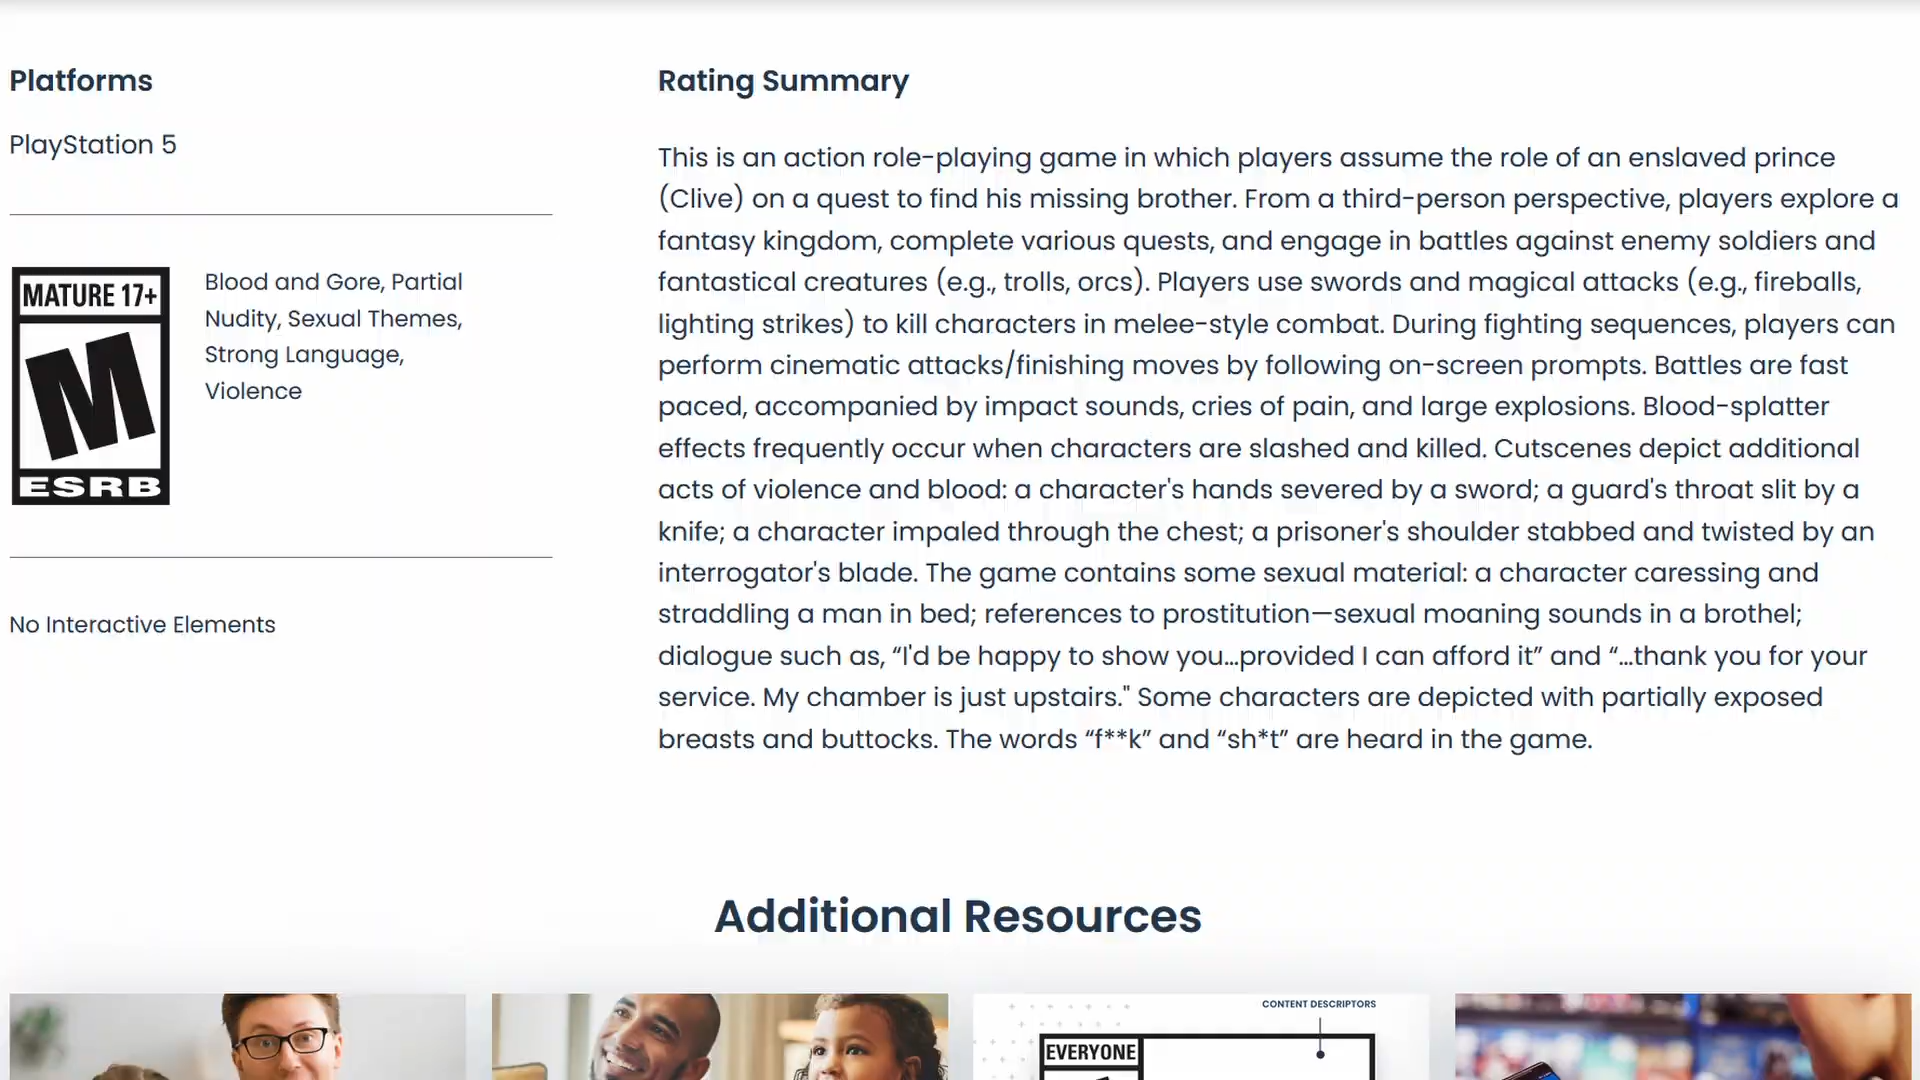 Platforms
PlayStation 5
MATURE 17+
M
ESRB
Blood and Gore, Partial
Nudity, Sexual Themes,
Strong Language,
Violence
No Interactive Elements
Rating Summary
This is an action role-playing game in which players assume the role of an enslaved prince
(Clive) on a quest to find his missing brother. From a third-person perspective, players explore a
fantasy kingdom, complete various quests, and engage in battles against enemy soldiers and
fantastical creatures (e.g., trolls, orcs). Players use swords and magical attacks (e.g., fireballs,
lighting strikes) to kill characters in melee-style combat. During fighting sequences, players can
perform cinematic attacks/finishing moves by following on-screen prompts. Battles are fast
paced, accompanied by impact sounds, cries of pain, and large explosions. Blood-splatter
effects frequently occur when characters are slashed and killed. Cutscenes depict additional
acts of violence and blood: a character's hands severed by a sword; a guard's throat slit by a
knife; a character impaled through the chest; a prisoner's shoulder stabbed and twisted by an
interrogator's blade. The game contains some sexual material: a character caressing and
straddling a man in bed; references to prostitution—sexual moaning sounds in a brothel;
dialogue such as, “I'd be happy to show you…provided I can afford it” and “…thank you for your
service. My chamber is just upstairs." Some characters are depicted with partially exposed
breasts and buttocks. The words “f**k” and “sh*t” are heard in the game.
Additional Resources
CONTENT DESCRIPTORS
EVERYONE